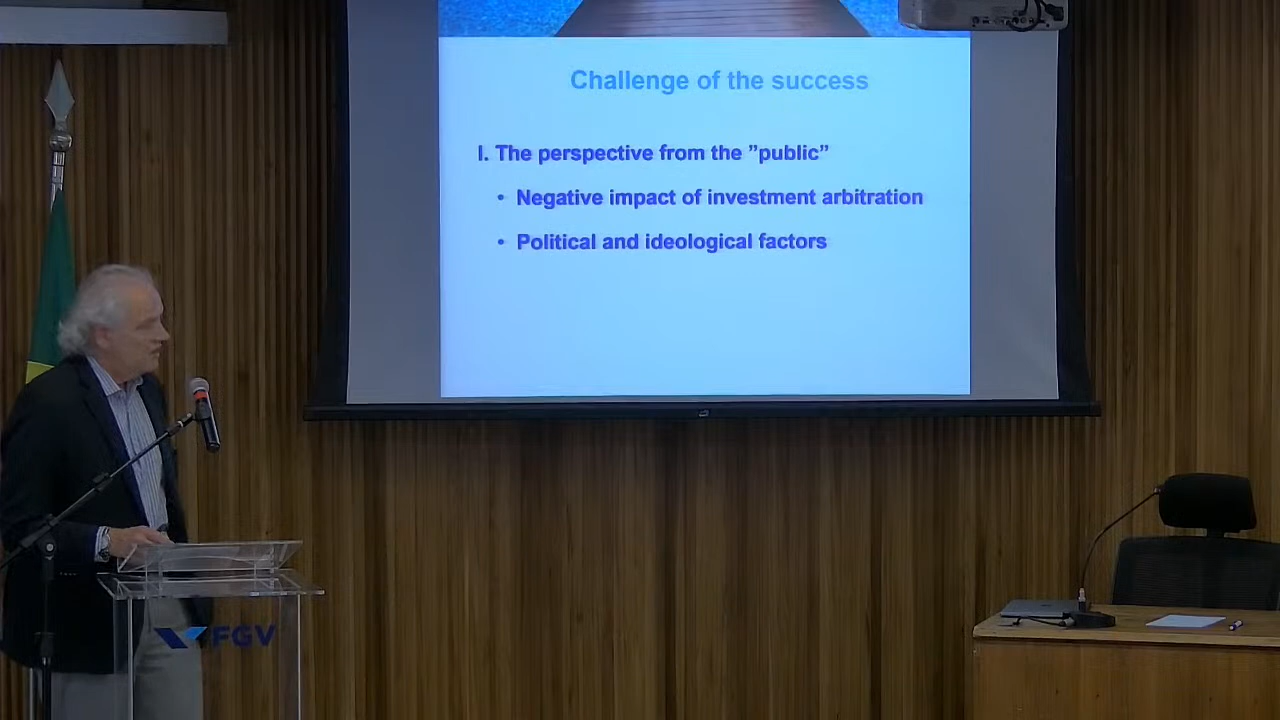 Challenge of the success
I. The perspective from the ”public”
• Negative impact of investment arbitration
• Political and ideological factors
FGV